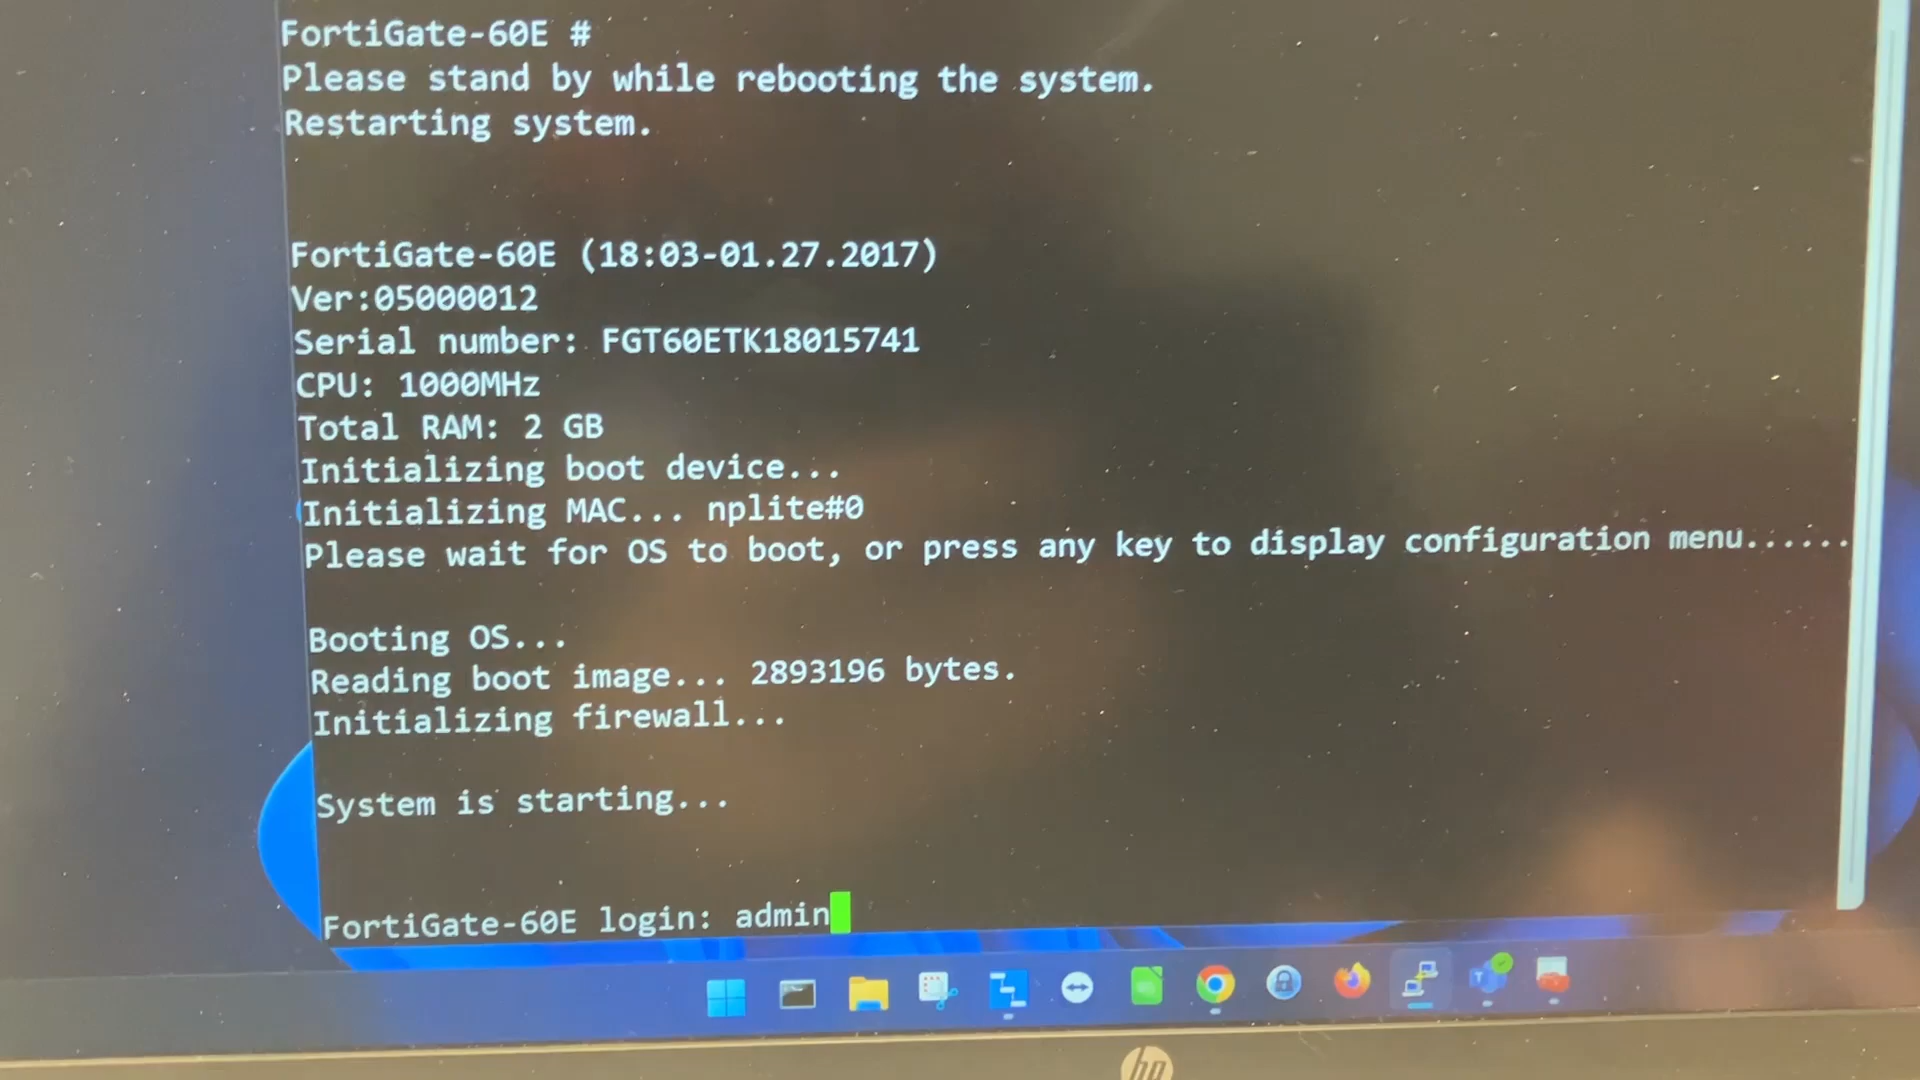 FortiGate-60E #
Please stand by while rebooting the system.
Restarting system.
FortiGate-60E (18:03-01.27.2017)
Ver:05000012
Serial number: FGT60ETK18015741
CPU: 1000MHz
Total RAM: 2 GB
Initializing boot device...
Initializing MAC... nplite#0
Please wait for OS to boot, or press any key to display configuration menu......
Booting OS...
Reading boot image... 2893196 bytes.
Initializing firewall...
System is starting...
FortiGate-60E login: admin
hp